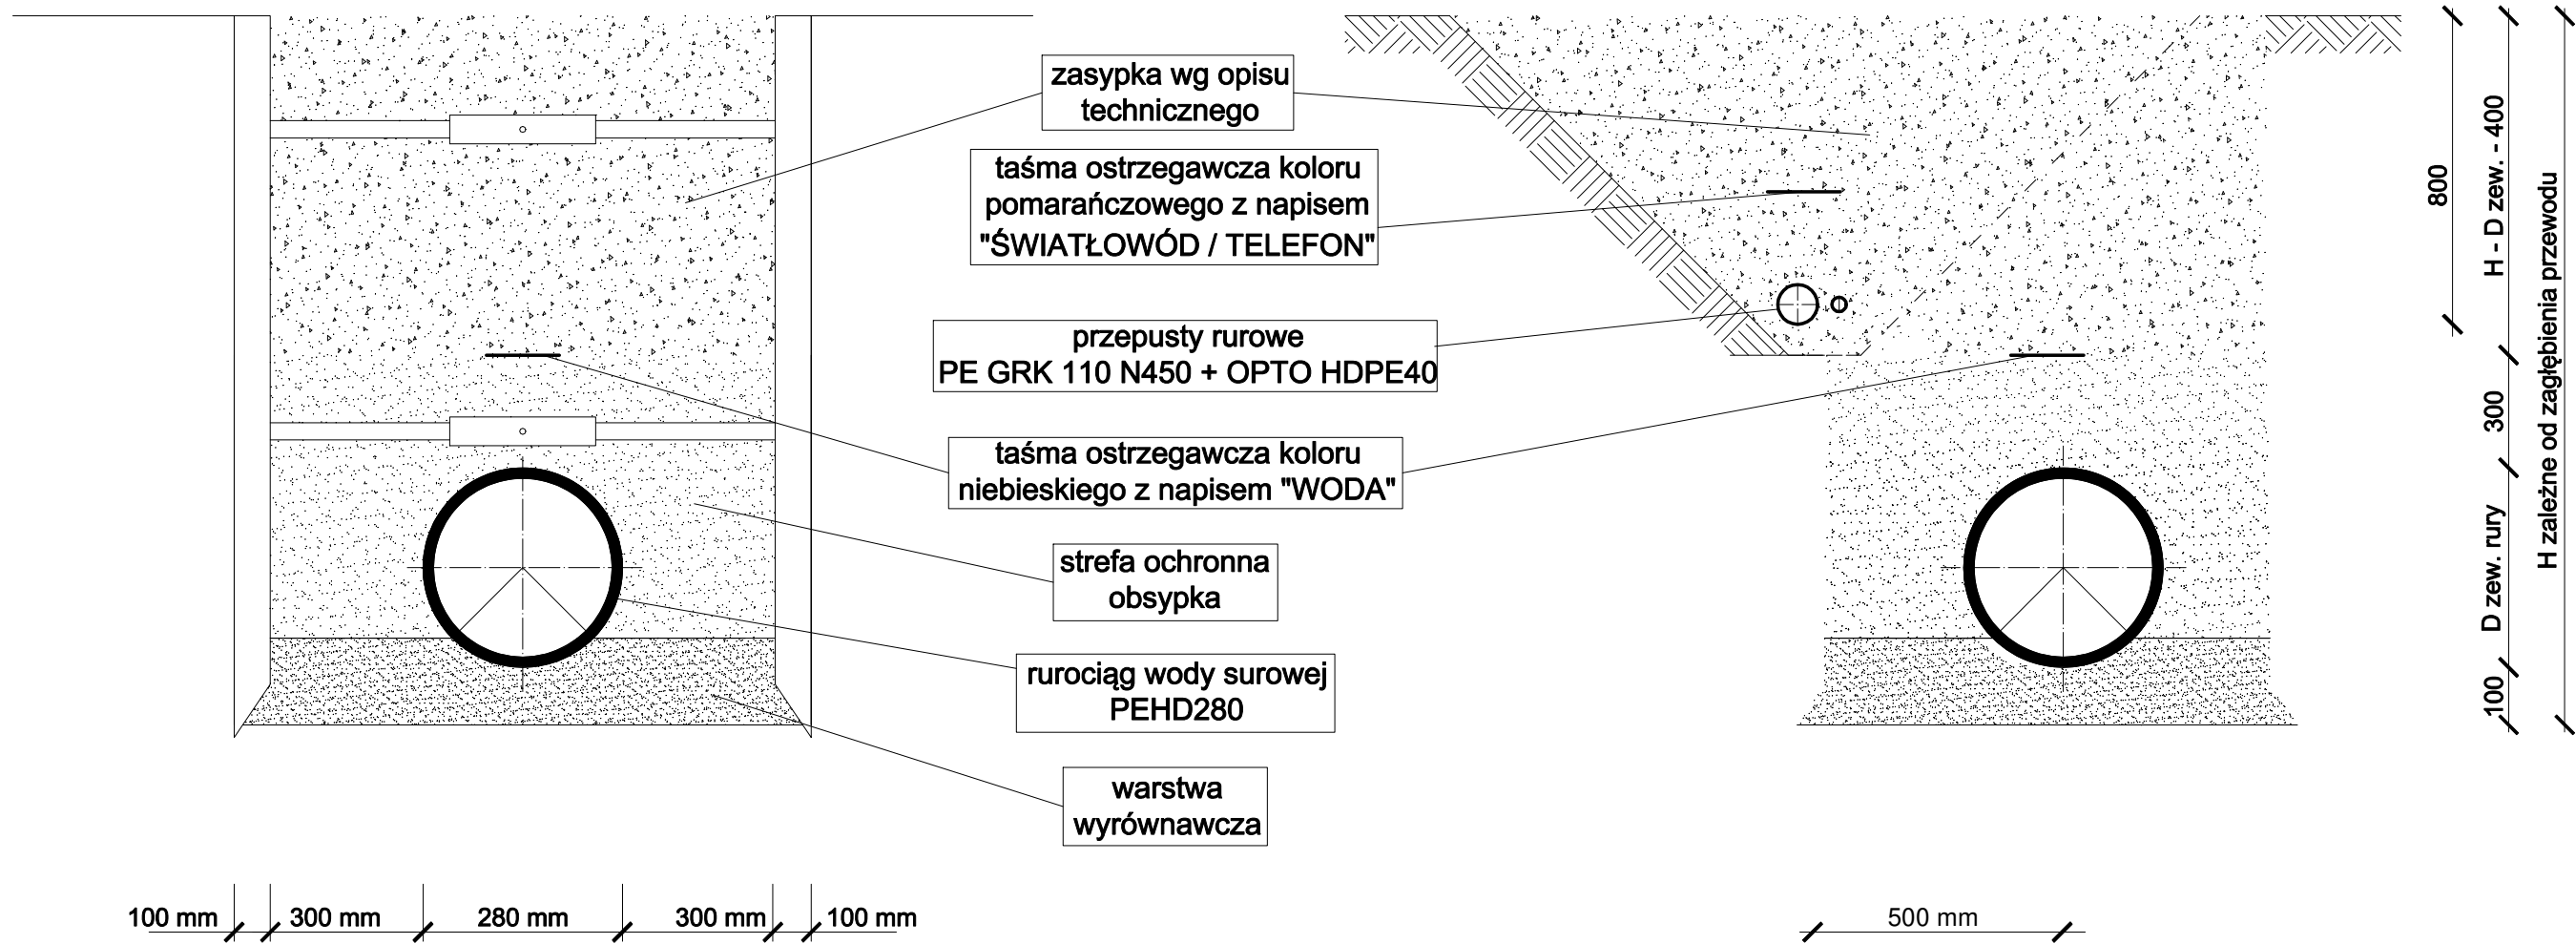 zasypka wg opisu
technicznego
taśma ostrzegawcza koloru
pomarańczowego z napisem
"ŚWIATŁOWÓD / TELEFON"
przepusty rurowe
PE GRK 110 N450 + OPTO HDPE40
taśma ostrzegawcza koloru
niebieskiego z napisem "WODA"
strefa ochronna
obsypka
rurociąg wody surowej
PEHD280
warstwa
wyrównawcza
800
H - D zew. - 400
300
D zew. rury
100
H zależne od zagłębienia przewodu
100 mm
300 mm
280 mm
300 mm
100 mm
500 mm